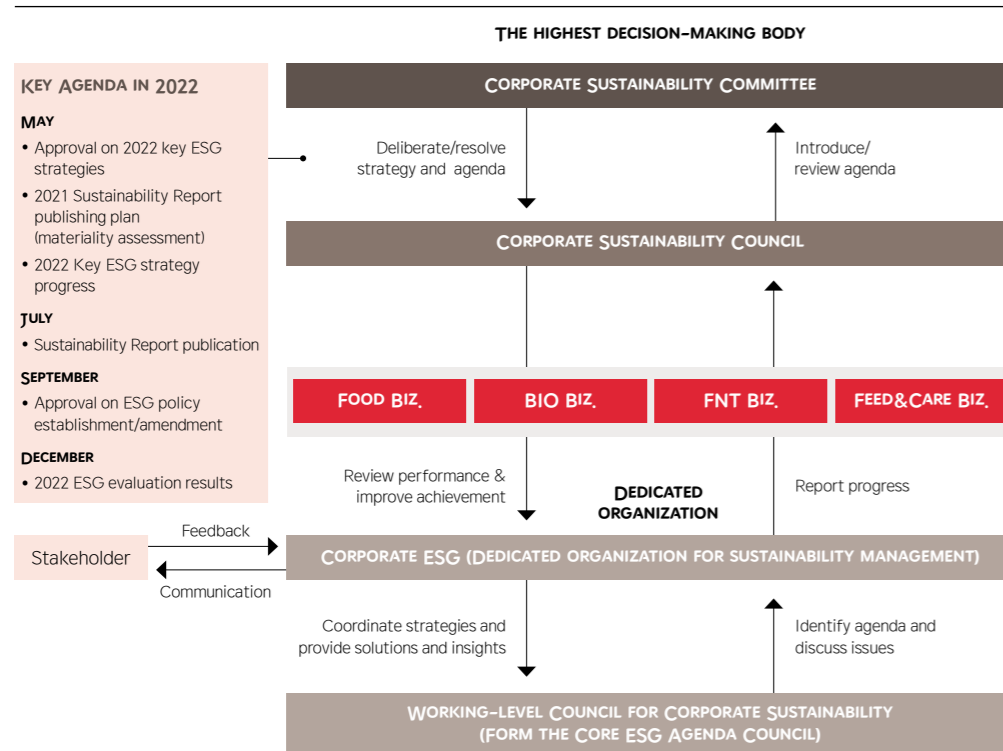 THE HIGHEST DECISION-MAKING BODY
KEY AGENDA IN 2022
MAY
• Approval on 2022 key ESG
strategies
• 2021 Sustainability Report
publishing plan
(materiality assessment)
• 2022 Key ESG strategy
progress
JULY
• Sustainability Report publication
SEPTEMBER
• Approval on ESG policy
establishment/amendment
DECEMBER
• 2022 ESG evaluation results
CORPORATE SUSTAINABILITY COMMITTEE
Deliberate/resolve
strategy and agenda
Introduce/
review agenda
CORPORATE SUSTAINABILITY COUNCIL
FOOD BIZ.
BIO BIZ.
FNT BIZ.
FEED&CARE BIZ.
Review performance &
improve achievement
DEDICATED
ORGANIZATION
Report progress
Stakeholder
Feedback
Communication
CORPORATE ESG (DEDICATED ORGANIZATION FOR SUSTAINABILITY MANAGEMENT)
Coordinate strategies and
provide solutions and insights
Identify agenda and
discuss issues
WORKING-LEVEL COUNCIL FOR CORPORATE SUSTAINABILITY
(FORM THE CORE ESG AGENDA COUNCIL)